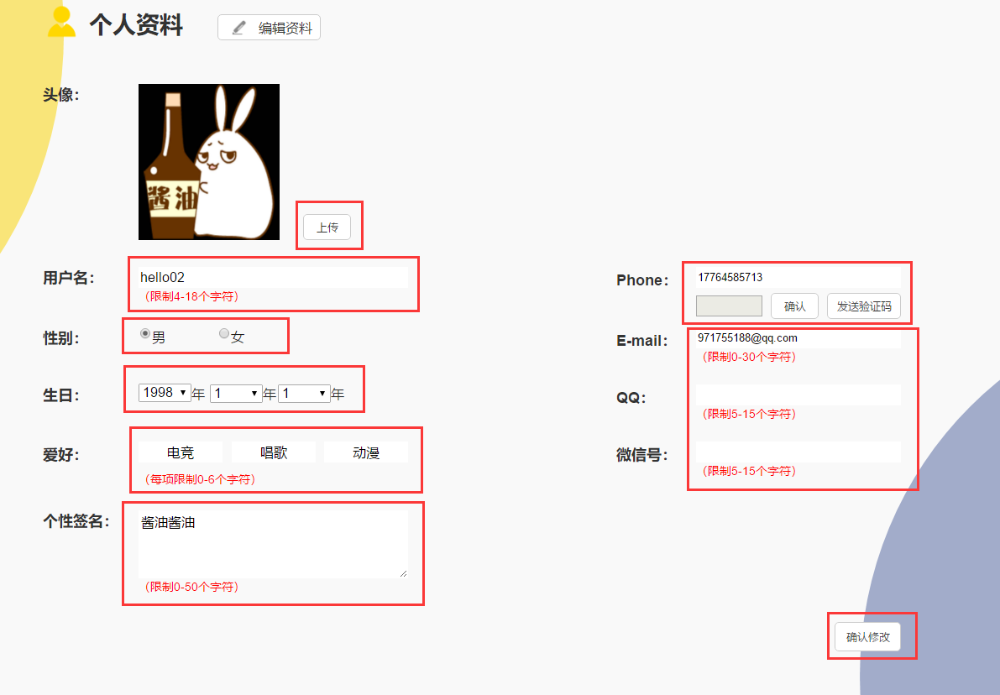 个人资料
编辑资料
头像：
酱油
上传
用户名：
hello02
（限制4-18个字符）
性别：
男
女
生日：
1998 年 1 年 1 年
爱好：
电竞 唱歌 动漫
（每项限制0-6个字符）
个性签名：
酱油酱油
（限制0-50个字符）
Phone：
17764585713
确认 发送验证码
E-mail：
971755188@qq.com
（限制0-30个字符）
QQ：
（限制5-15个字符）
微信号：
（限制5-15个字符）
确认修改